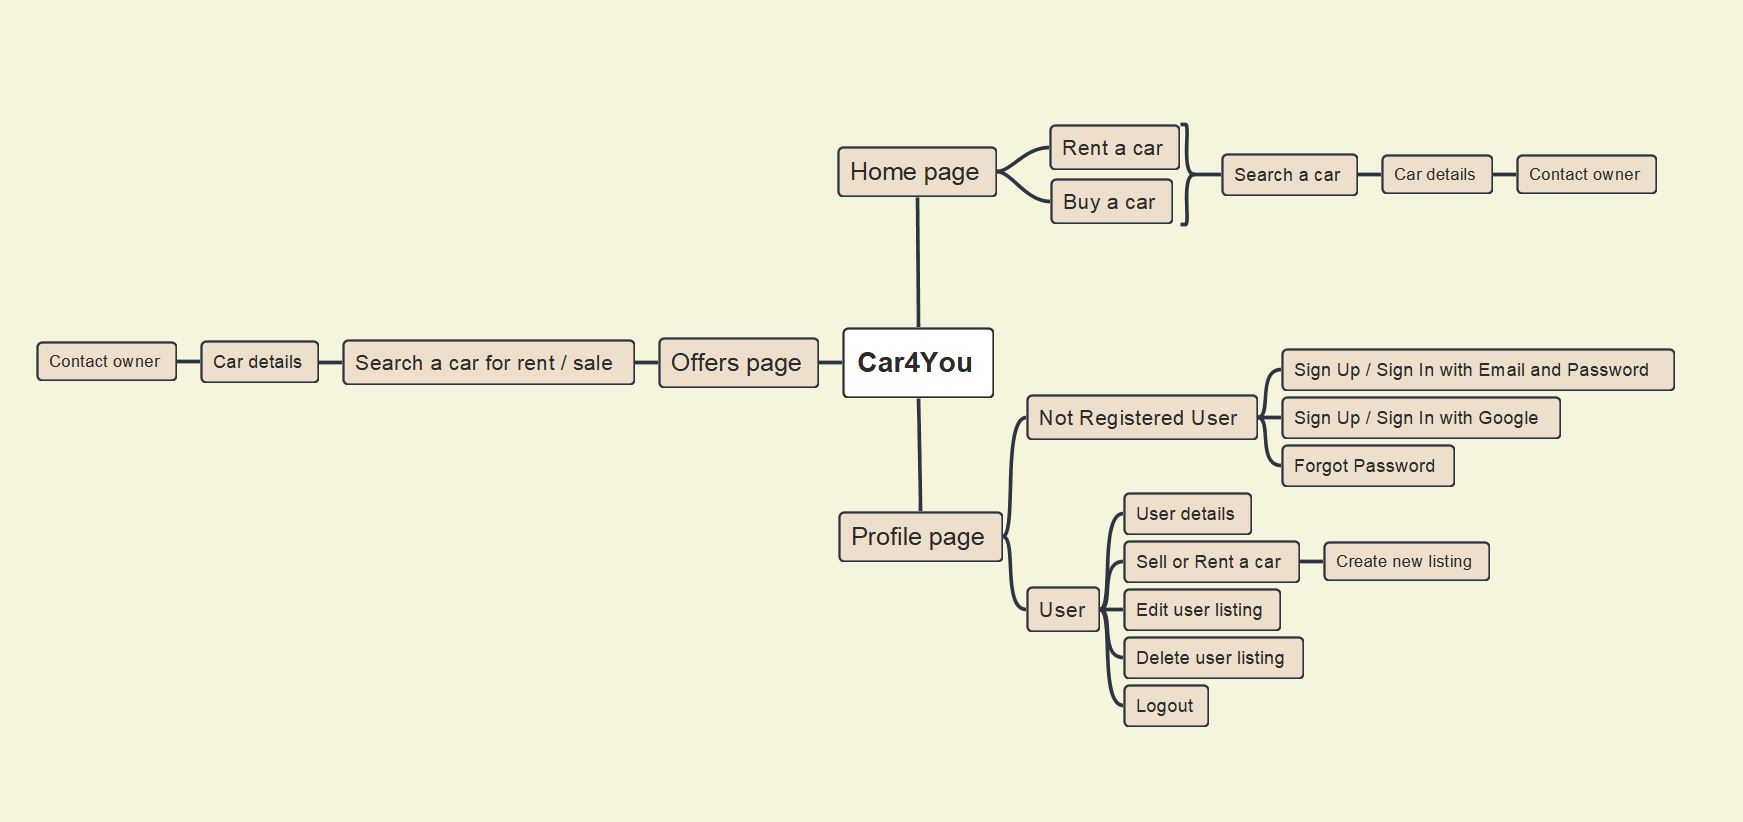 Home page
Rent a car
Buy a car
Search a car
Car details
Contact owner
Contact owner
Car details
Search a car for rent / sale
Offers page
Car4You
Not Registered User
Sign Up / Sign In with Email and Password
Sign Up / Sign In with Google
Forgot Password
Profile page
User
User details
Sell or Rent a car
Create new listing
Edit user listing
Delete user listing
Logout